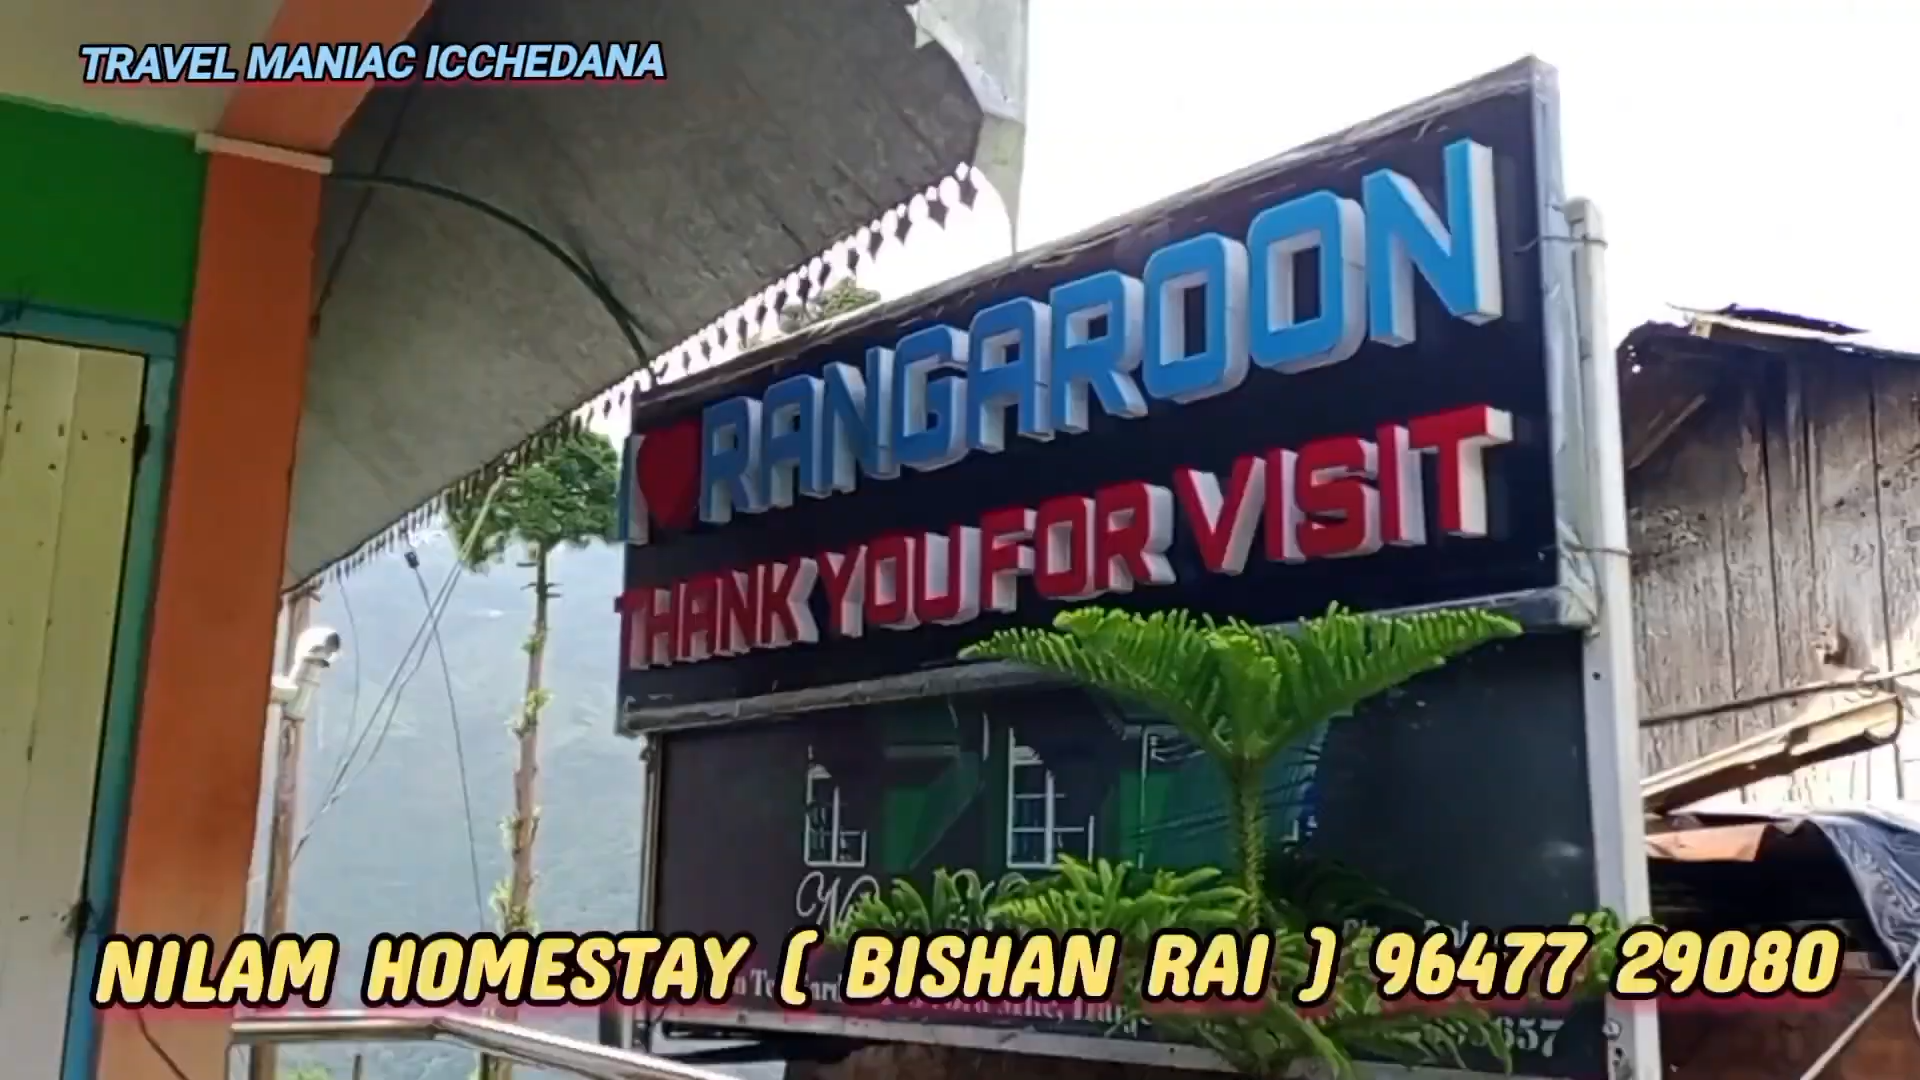 TRAVEL MANIAC ICCHEDANA
I ❤ RANGAROON
THANK YOU FOR VISIT
NILAM HOMESTAY ( BISHAN RAI ) 96477 29080